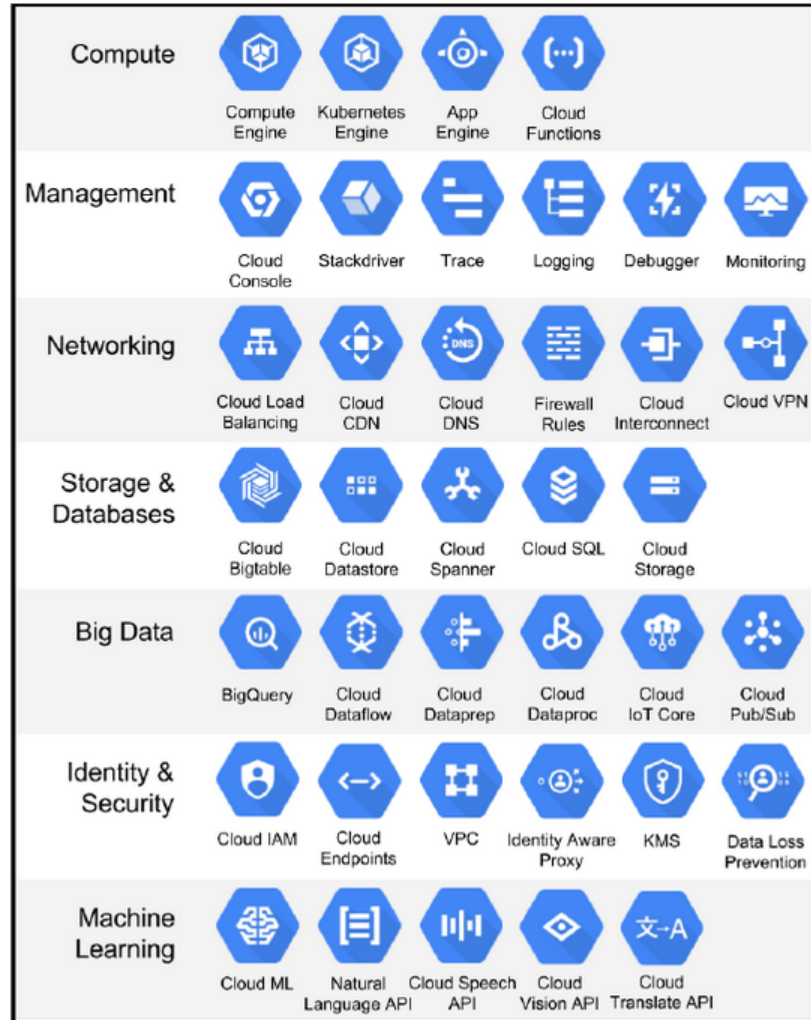 Compute
Compute
Engine
Kubernetes
Engine
App
Engine
Cloud
Functions
Management
Cloud
Console
Stackdriver
Trace
Logging
Debugger
Monitoring
Networking
Cloud Load
Balancing
Cloud
CDN
DNS
Cloud
DNS
Firewall
Rules
Cloud
Interconnect
Cloud VPN
Storage &
Databases
Cloud
Bigtable
Cloud
Datastore
Cloud
Spanner
Cloud SQL
Cloud
Storage
Big Data
BigQuery
Cloud
Dataflow
Cloud
Dataprep
Cloud
Dataproc
Cloud
IoT Core
Cloud
Pub/Sub
Identity &
Security
Cloud IAM
Cloud
Endpoints
VPC
Identity Aware
Proxy
KMS
Data Loss
Prevention
Machine
Learning
Cloud ML
Natural
Language API
Cloud Speech
API
Cloud
Vision API
文→A
Cloud
Translate API